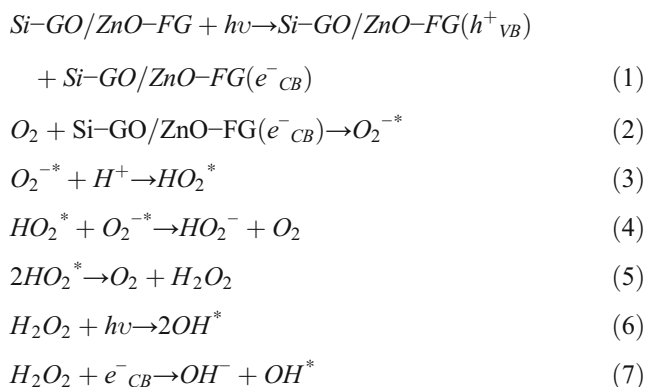 Si–GO/ZnO–FG + hυ→Si–GO/ZnO–FG(h⁺VB)
+ Si–GO/ZnO–FG(e⁻CB) (1)
O₂ + Si–GO/ZnO–FG(e⁻CB)→O₂⁻* (2)
O₂⁻* + H⁺→HO₂* (3)
HO₂* + O₂⁻*→HO₂⁻ + O₂ (4)
2HO₂*→O₂ + H₂O₂ (5)
H₂O₂ + hυ→2OH* (6)
H₂O₂ + e⁻CB→OH⁻ + OH* (7)